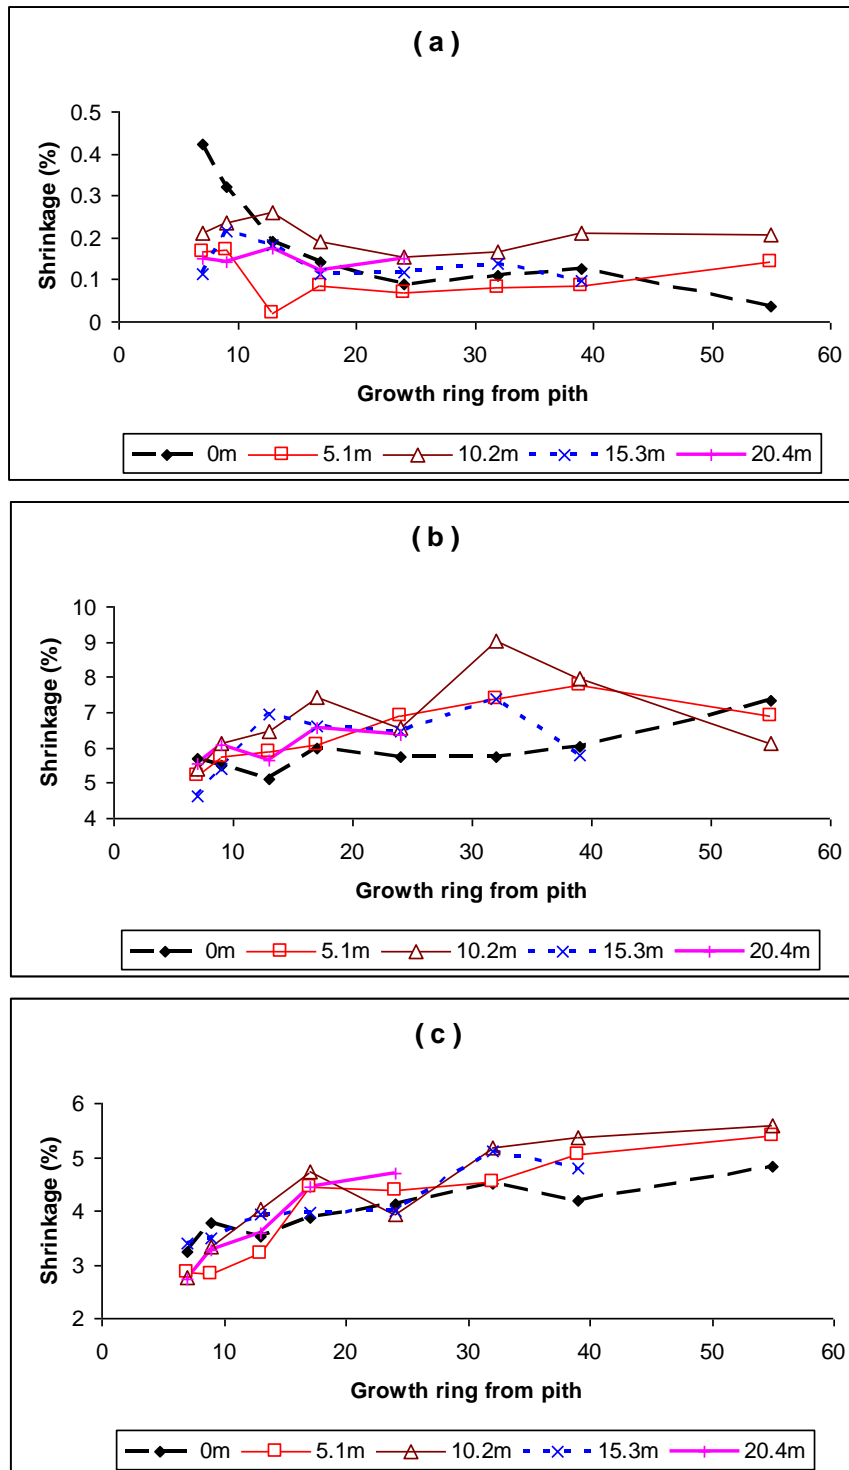 ( a )
0.5
0.4
0.3
0.2
0.1
0
Shrinkage (%)
0 10 20 30 40 50 60
Growth ring from pith
0m 5.1m 10.2m 15.3m 20.4m
( b )
10
9
8
7
6
5
4
Shrinkage (%)
0 10 20 30 40 50 60
Growth ring from pith
0m 5.1m 10.2m 15.3m 20.4m
( c )
6
5
4
3
2
Shrinkage (%)
0 10 20 30 40 50 60
Growth ring from pith
0m 5.1m 10.2m 15.3m 20.4m